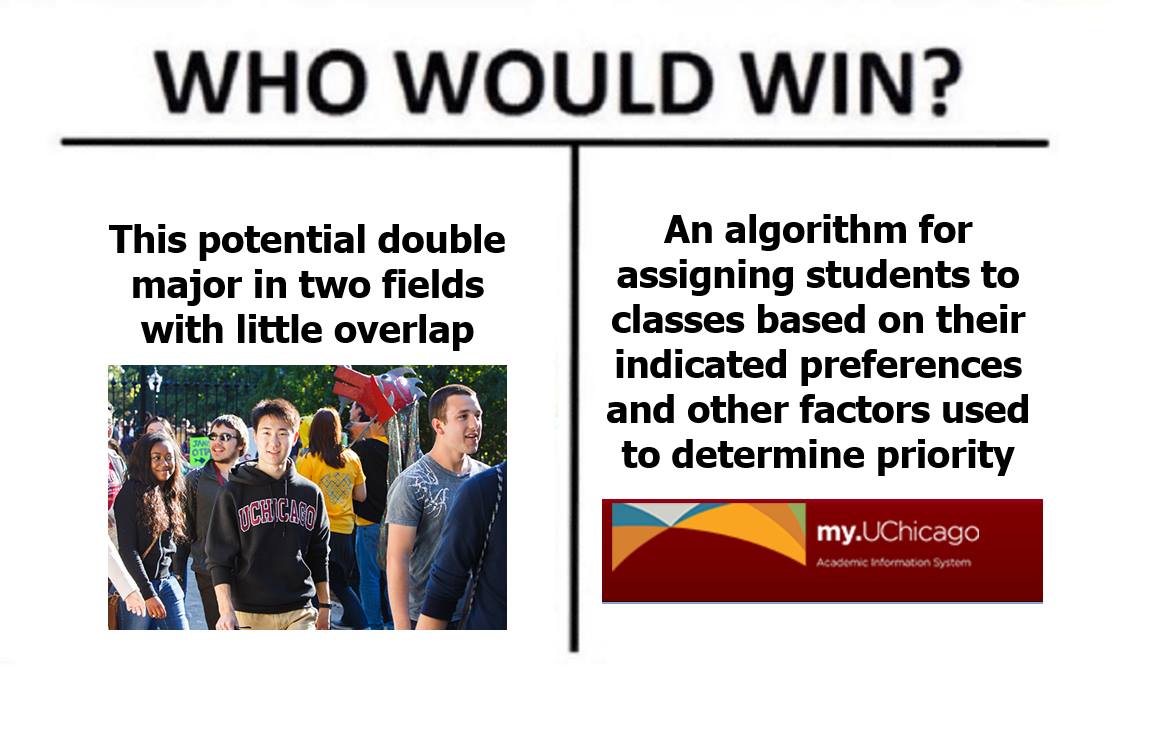 WHO WOULD WIN?
This potential double
major in two fields
with little overlap
UCHICAGO
An algorithm for
assigning students to
classes based on their
indicated preferences
and other factors used
to determine priority
my.UChicago
Academic Information System